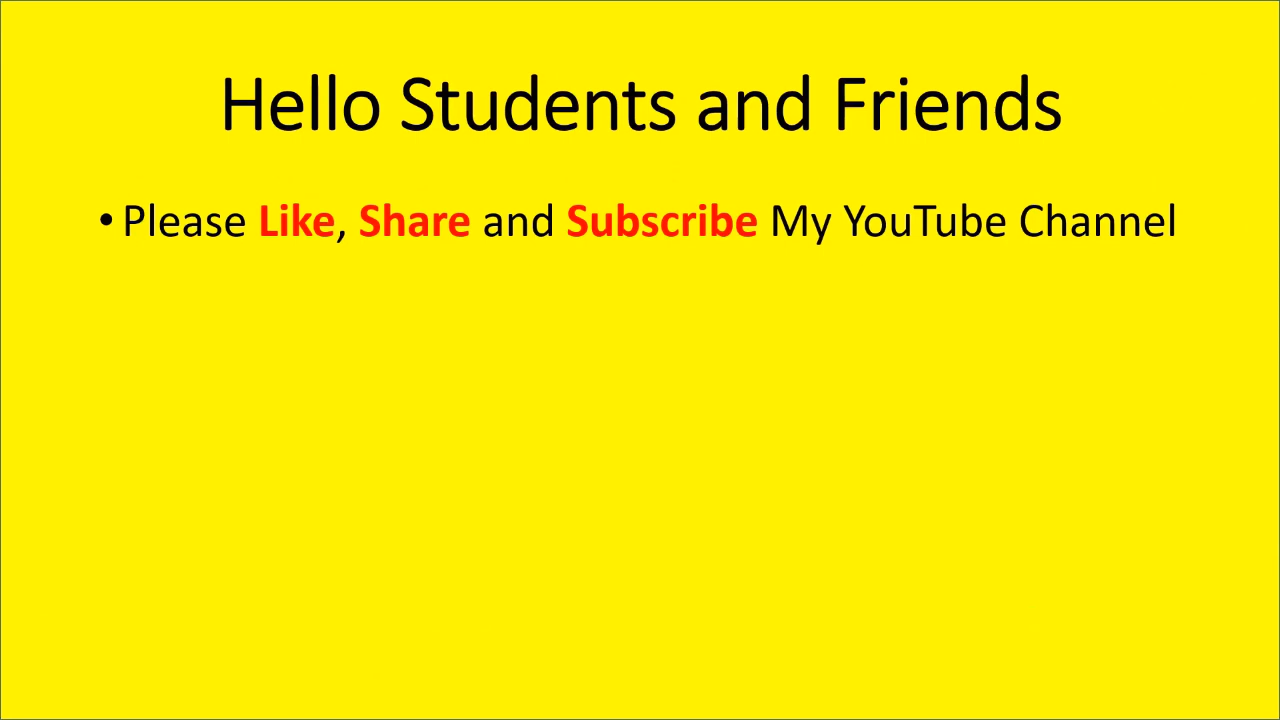 Hello Students and Friends
• Please Like, Share and Subscribe My YouTube Channel